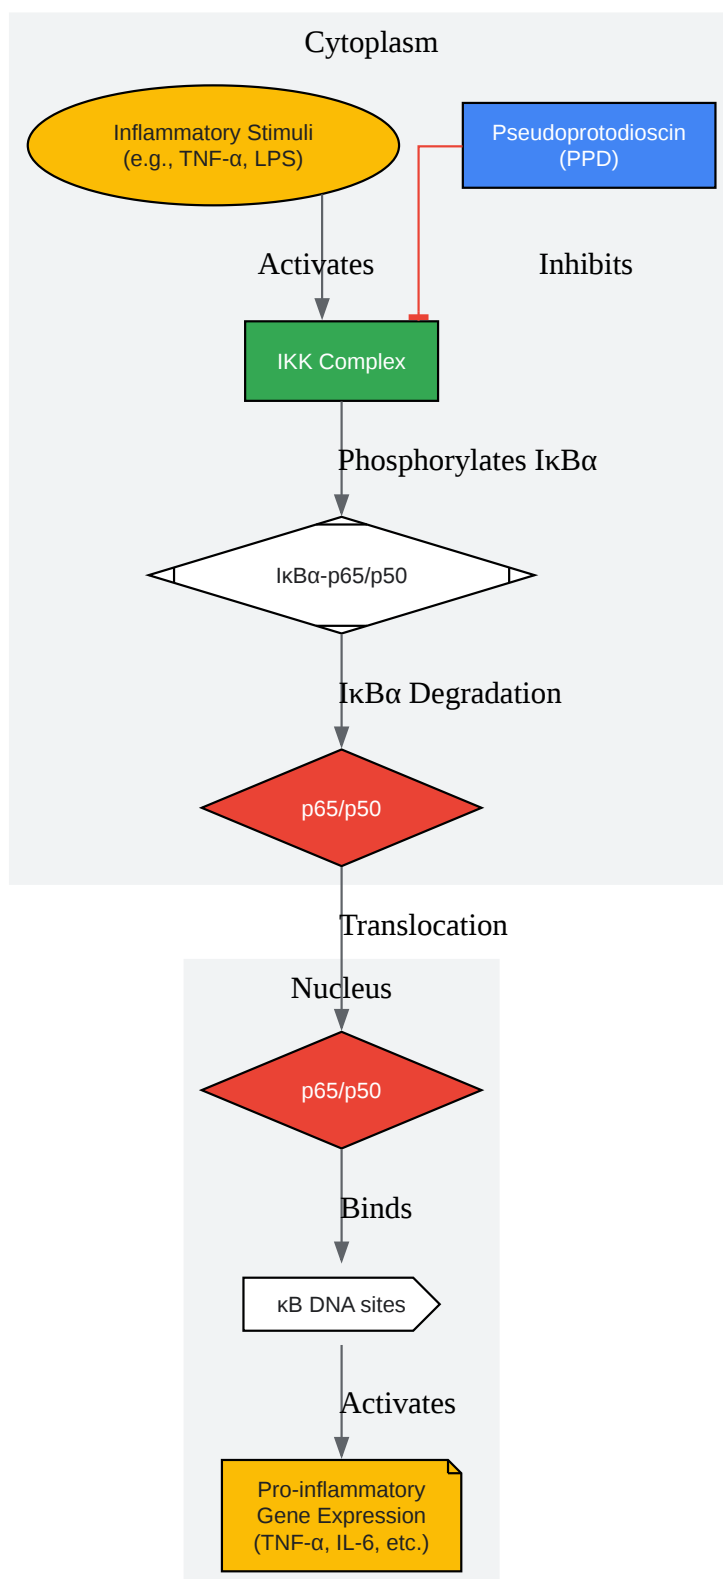 Cytoplasm
Inflammatory Stimuli
(e.g., TNF-α, LPS)
Pseudoprotodioscin
(PPD)
Activates
Inhibits
IKK Complex
Phosphorylates IκBα
IκBα-p65/p50
IκBα Degradation
p65/p50
Translocation
Nucleus
p65/p50
Binds
κB DNA sites
Activates
Pro-inflammatory
Gene Expression
(TNF-α, IL-6, etc.)